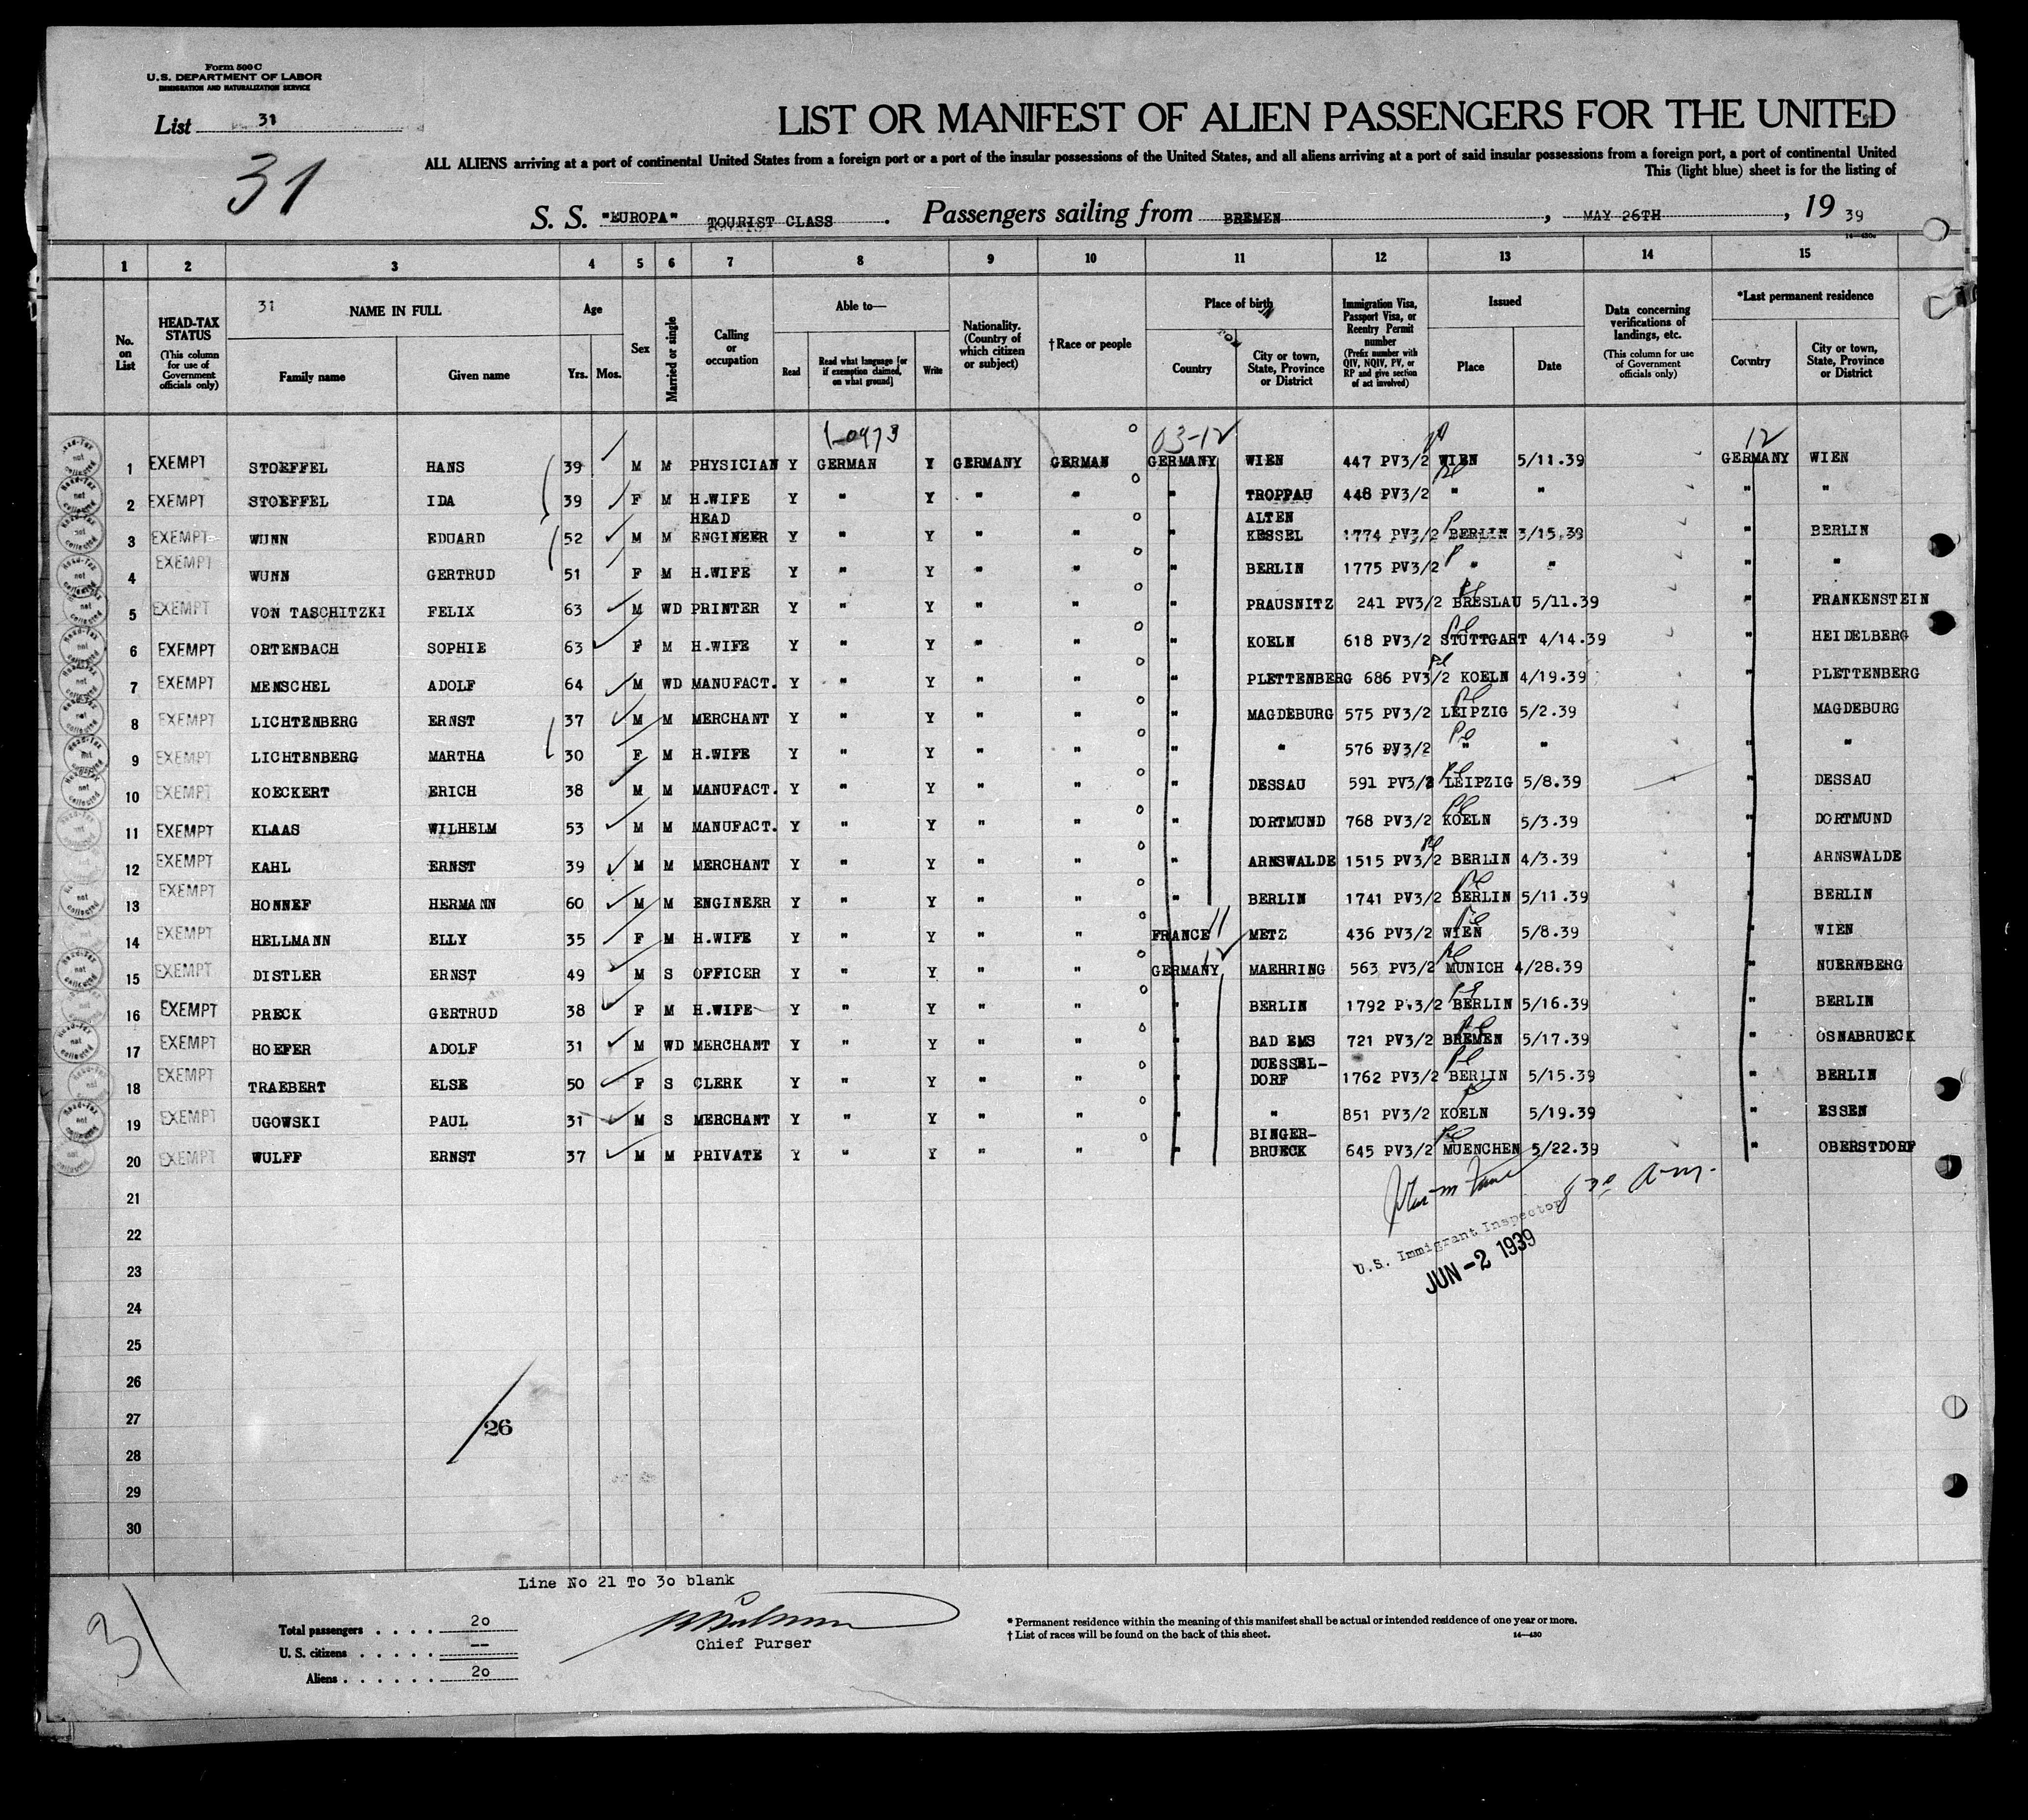 Form 500 C
U.S. DEPARTMENT OF LABOR
IMMIGRATION AND NATURALIZATION SERVICE
List 31
31
LIST OR MANIFEST OF ALIEN PASSENGERS FOR THE UNITED
ALL ALIENS arriving at a port of continental United States from a foreign port or a port of the insular possessions of the United States, and all aliens arriving at a port of said insular possessions from a foreign port, a port of continental United
This (light blue) sheet is for the listing of
S. S. "EUROPA" TOURIST CLASS. Passengers sailing from BREMEN, MAY 26TH, 19 39
1 2 3 4 5 6 7 8 9 10 11 12 13 14 15
No. on List
HEAD-TAX STATUS (This column for use of Government officials only)
31 NAME IN FULL
Family name Given name
Age
Yrs. Mos.
Sex
Married or single
Calling or occupation
Able to—
Read Read what language [or if exemption claimed, on what ground] Write
Nationality. (Country of which citizen or subject)
†Race or people
Place of birth
Country City or town, State, Province or District
Immigration Visa, Passport Visa, or Reentry Permit number (Prefix number with QIV, NQIV, PV, or RP and give section of act involved)
Issued
Place Date
Data concerning verifications of landings, etc. (This column for use of Government officials only)
*Last permanent residence
Country City or town, State, Province or District
1-0973 03-12 12
1 EXEMPT STOEFFEL HANS 39 M M PHYSICIAN Y GERMAN Y GERMANY GERMAN GERMANY WIEN 447 PV3/2 WIEN 5/11.39 GERMANY WIEN
2 EXEMPT STOEFFEL IDA 39 F M H.WIFE Y " Y " " " TROPPAU 448 PV3/2 " " " "
3 EXEMPT WUNN EDUARD 52 M M HEAD ENGINEER Y " Y " " " ALTEN KESSEL 1774 PV3/2 BERLIN 3/15.39 " BERLIN
4 EXEMPT WUNN GERTRUD 51 F M H.WIFE Y " Y " " " BERLIN 1775 PV3/2 " " " "
5 EXEMPT VON TASCHITZKI FELIX 63 M WD PRINTER Y " Y " " " PRAUSNITZ 241 PV3/2 BRESLAU 5/11.39 " FRANKENSTEIN
6 EXEMPT ORTENBACH SOPHIE 63 F M H.WIFE Y " Y " " " KOELN 618 PV3/2 STUTTGART 4/14.39 " HEIDELBERG
7 EXEMPT MENSCHEL ADOLF 64 M WD MANUFACT. Y " Y " " " PLETTENBERG 686 PV3/2 KOELN 4/19.39 " PLETTENBERG
8 EXEMPT LICHTENBERG ERNST 37 M M MERCHANT Y " Y " " " MAGDEBURG 575 PV3/2 LEIPZIG 5/2.39 " MAGDEBURG
9 EXEMPT LICHTENBERG MARTHA 30 F M H.WIFE Y " Y " " " " 576 PV3/2 " " " "
10 EXEMPT KOECKERT ERICH 38 M M MANUFACT. Y " Y " " " DESSAU 591 PV3/2 LEIPZIG 5/8.39 " DESSAU
11 EXEMPT KLAAS WILHELM 53 M M MANUFACT. Y " Y " " " DORTMUND 768 PV3/2 KOELN 5/3.39 " DORTMUND
12 EXEMPT KAHL ERNST 39 M M MERCHANT Y " Y " " " ARNSWALDE 1515 PV3/2 BERLIN 4/3.39 " ARNSWALDE
13 EXEMPT HONNEF HERMANN 60 M M ENGINEER Y " Y " " " BERLIN 1741 PV3/2 BERLIN 5/11.39 " BERLIN
14 EXEMPT HELLMANN ELLY 35 F M H.WIFE Y " Y " " FRANCE 11 METZ 436 PV3/2 WIEN 5/8.39 " WIEN
15 EXEMPT DISTLER ERNST 49 M S OFFICER Y " Y " " GERMANY 12 MAEHRING 563 PV3/2 MUNICH 4/28.39 " NUERNBERG
16 EXEMPT PRECK GERTRUD 38 F M H.WIFE Y " Y " " " BERLIN 1792 P.3/2 BERLIN 5/16.39 " BERLIN
17 EXEMPT HOEFER ADOLF 31 M WD MERCHANT Y " Y " " " BAD EMS 721 PV3/2 BREMEN 5/17.39 " OSNABRUECK
18 EXEMPT TRAEBERT ELSE 50 F S CLERK Y " Y " " " DUESSEL-DORF 1762 PV3/2 BERLIN 5/15.39 " BERLIN
19 EXEMPT UGOWSKI PAUL 31 M S MERCHANT Y " Y " " " " 851 PV3/2 KOELN 5/19.39 " ESSEN
20 EXEMPT WULFF ERNST 37 M M PRIVATE Y " Y " " " BINGER-BRUECK 645 PV3/2 MUENCHEN 5/22.39 " OBERSTDORF
21
22
U.S. Immigrant Inspector
JUN -2 1939
23
24
25
26
27
/26
28
29
30
Line No 21 To 30 blank
31
Total passengers . . . . 20
U. S. citizens . . . . . --
Aliens . . . . . 20
Chief Purser
* Permanent residence within the meaning of this manifest shall be actual or intended residence of one year or more.
† List of races will be found on the back of this sheet. 14—430